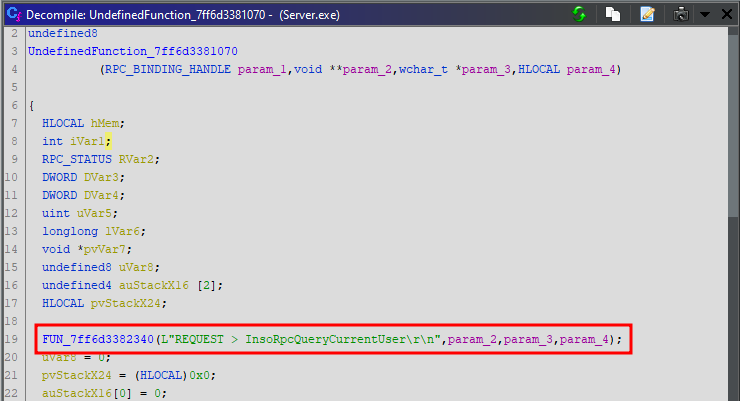 Decompile: UndefinedFunction_7ff6d3381070 - (Server.exe)
2 undefined8
3 UndefinedFunction_7ff6d3381070
4 (RPC_BINDING_HANDLE param_1,void **param_2,wchar_t *param_3,HLOCAL param_4)
5
6 {
7 HLOCAL hMem;
8 int iVar1;
9 RPC_STATUS RVar2;
10 DWORD DVar3;
11 DWORD DVar4;
12 uint uVar5;
13 longlong lVar6;
14 void *pvVar7;
15 undefined8 uVar8;
16 undefined4 auStackX16 [2];
17 HLOCAL pvStackX24;
18
19 FUN_7ff6d3382340(L"REQUEST > InsoRpcQueryCurrentUser\r\n",param_2,param_3,param_4);
20 uVar8 = 0;
21 pvStackX24 = (HLOCAL)0x0;
22 auStackX16[0] = 0;